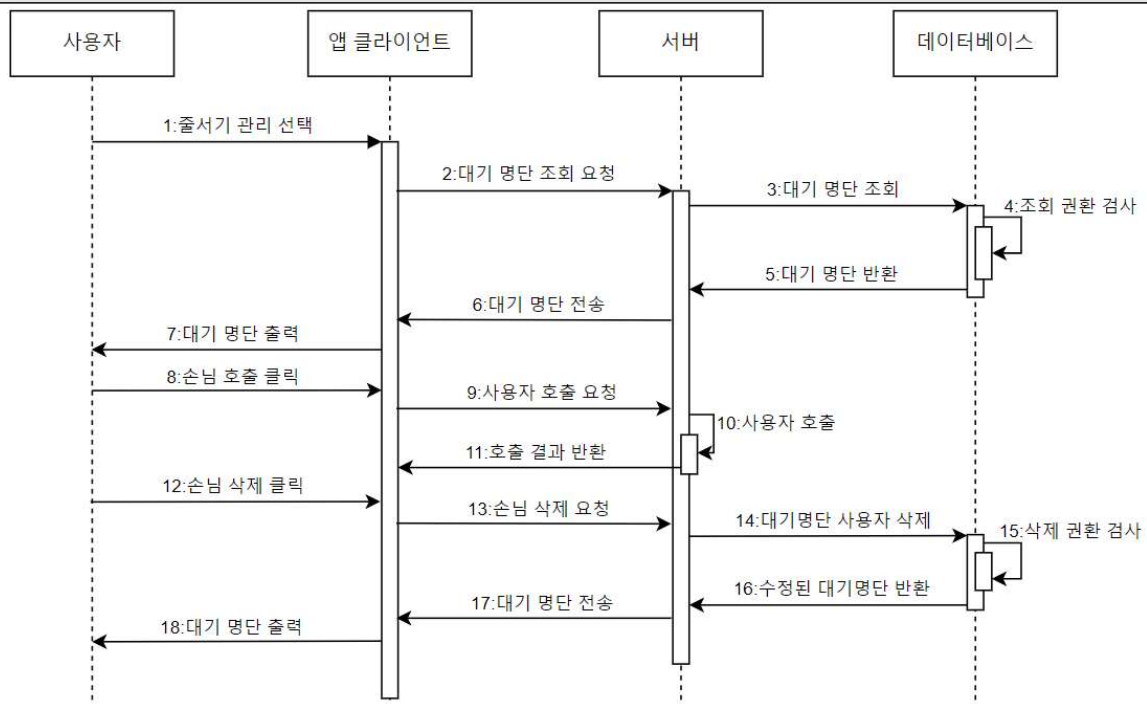 사용자
앱 클라이언트
서버
데이터베이스
1:줄서기 관리 선택
2:대기 명단 조회 요청
3:대기 명단 조회
4:조회 권환 검사
5:대기 명단 반환
6:대기 명단 전송
7:대기 명단 출력
8:손님 호출 클릭
9:사용자 호출 요청
10:사용자 호출
11:호출 결과 반환
12:손님 삭제 클릭
13:손님 삭제 요청
14:대기명단 사용자 삭제
15:삭제 권환 검사
16:수정된 대기명단 반환
17:대기 명단 전송
18:대기 명단 출력